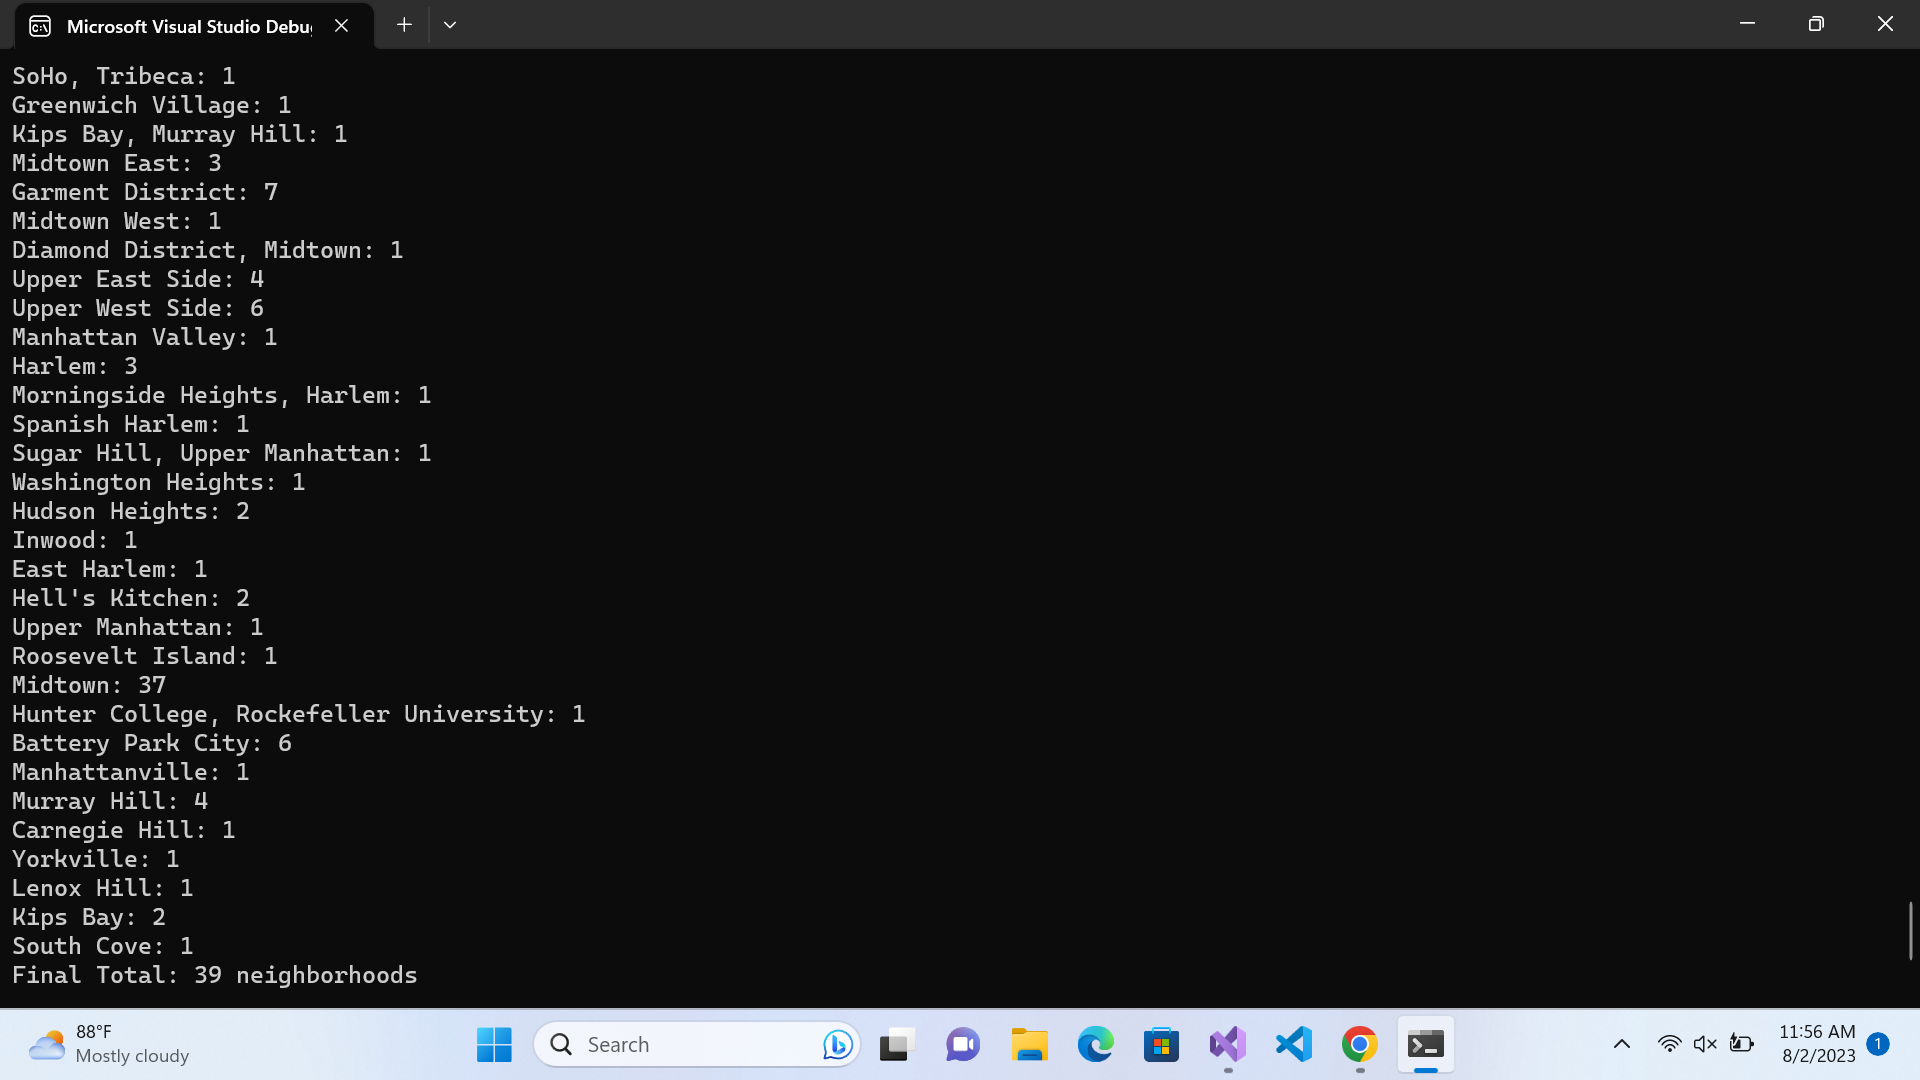 Microsoft Visual Studio Debu
SoHo, Tribeca: 1
Greenwich Village: 1
Kips Bay, Murray Hill: 1
Midtown East: 3
Garment District: 7
Midtown West: 1
Diamond District, Midtown: 1
Upper East Side: 4
Upper West Side: 6
Manhattan Valley: 1
Harlem: 3
Morningside Heights, Harlem: 1
Spanish Harlem: 1
Sugar Hill, Upper Manhattan: 1
Washington Heights: 1
Hudson Heights: 2
Inwood: 1
East Harlem: 1
Hell's Kitchen: 2
Upper Manhattan: 1
Roosevelt Island: 1
Midtown: 37
Hunter College, Rockefeller University: 1
Battery Park City: 6
Manhattanville: 1
Murray Hill: 4
Carnegie Hill: 1
Yorkville: 1
Lenox Hill: 1
Kips Bay: 2
South Cove: 1
Final Total: 39 neighborhoods
88°F
Mostly cloudy
Search
11:56 AM
8/2/2023
1